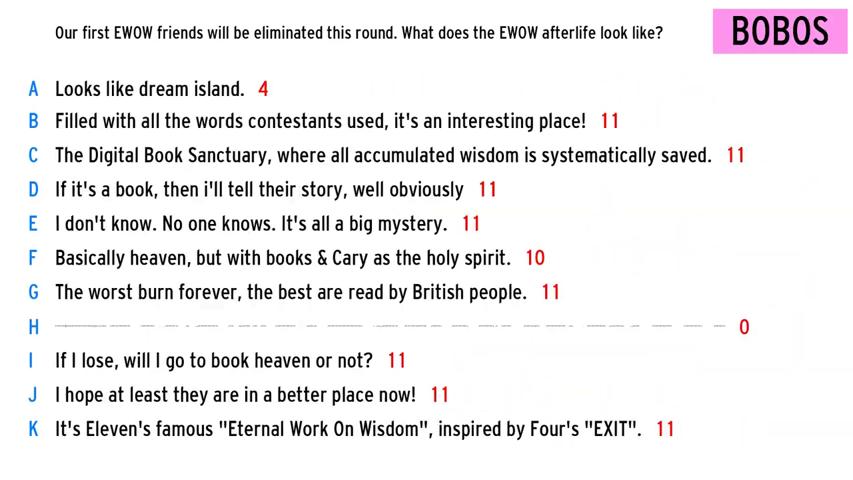 Our first EWOW friends will be eliminated this round. What does the EWOW afterlife look like?
BOBOS
A Looks like dream island. 4
B Filled with all the words contestants used, it's an interesting place! 11
C The Digital Book Sanctuary, where all accumulated wisdom is systematically saved. 11
D If it's a book, then i'll tell their story, well obviously 11
E I don't know. No one knows. It's all a big mystery. 11
F Basically heaven, but with books & Cary as the holy spirit. 10
G The worst burn forever, the best are read by British people. 11
H 0
I If I lose, will I go to book heaven or not? 11
J I hope at least they are in a better place now! 11
K It's Eleven's famous "Eternal Work On Wisdom", inspired by Four's "EXIT". 11